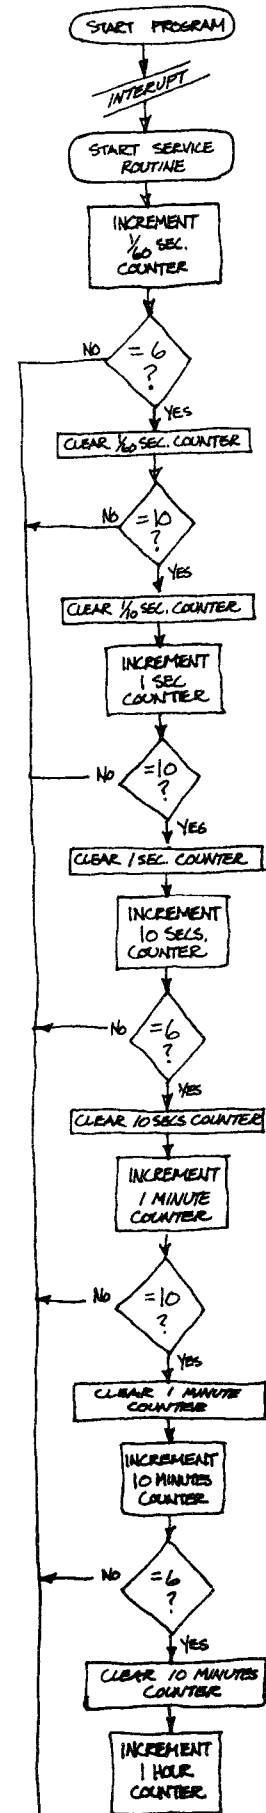 START PROGRAM
INTERUPT
START SERVICE
ROUTINE
INCREMENT
1/60 SEC.
COUNTER
NO
= 6
?
YES
CLEAR 1/60 SEC. COUNTER
NO
=10
?
YES
CLEAR 1/10 SEC. COUNTER
INCREMENT
1 SEC
COUNTER
NO
=10
?
YES
CLEAR 1 SEC. COUNTER
INCREMENT
10 SECS.
COUNTER
NO
=6
?
YES
CLEAR 10 SECS COUNTER
INCREMENT
1 MINUTE
COUNTER
NO
=10
?
YES
CLEAR 1 MINUTE
COUNTER
INCREMENT
10 MINUTES
COUNTER
NO
=6
?
YES
CLEAR 10 MINUTES
COUNTER
INCREMENT
1 HOUR
COUNTER